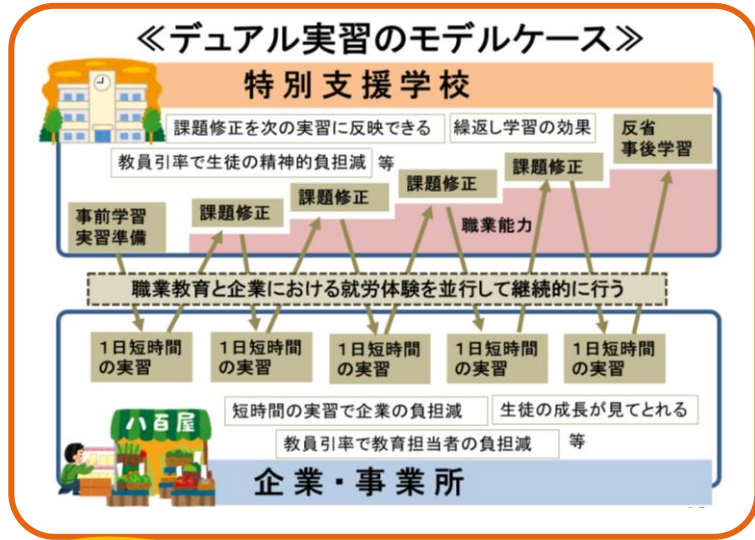 ≪デュアル実習のモデルケース≫
特別支援学校
課題修正を次の実習に反映できる
繰返し学習の効果
教員引率で生徒の精神的負担減 等
反省
事後学習
課題修正
課題修正
課題修正
課題修正
事前学習
実習準備
職業能力
職業教育と企業における就労体験を並行して継続的に行う
1日短時間
の実習
1日短時間
の実習
1日短時間
の実習
1日短時間
の実習
1日短時間
の実習
短時間の実習で企業の負担減
生徒の成長が見てとれる
教員引率で教育担当者の負担減 等
八百屋
企業・事業所